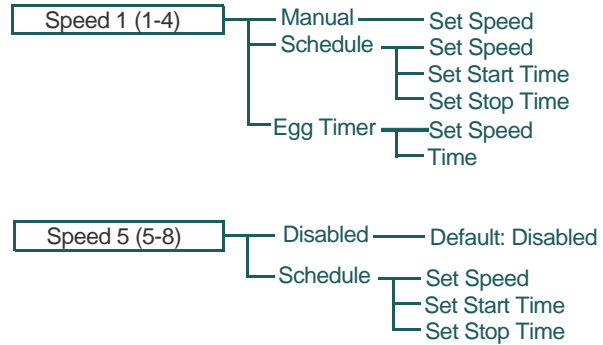 Speed 1 (1-4) Manual Set Speed
Schedule Set Speed
Set Start Time
Set Stop Time
Egg Timer Set Speed
Time
Speed 5 (5-8) Disabled Default: Disabled
Schedule Set Speed
Set Start Time
Set Stop Time